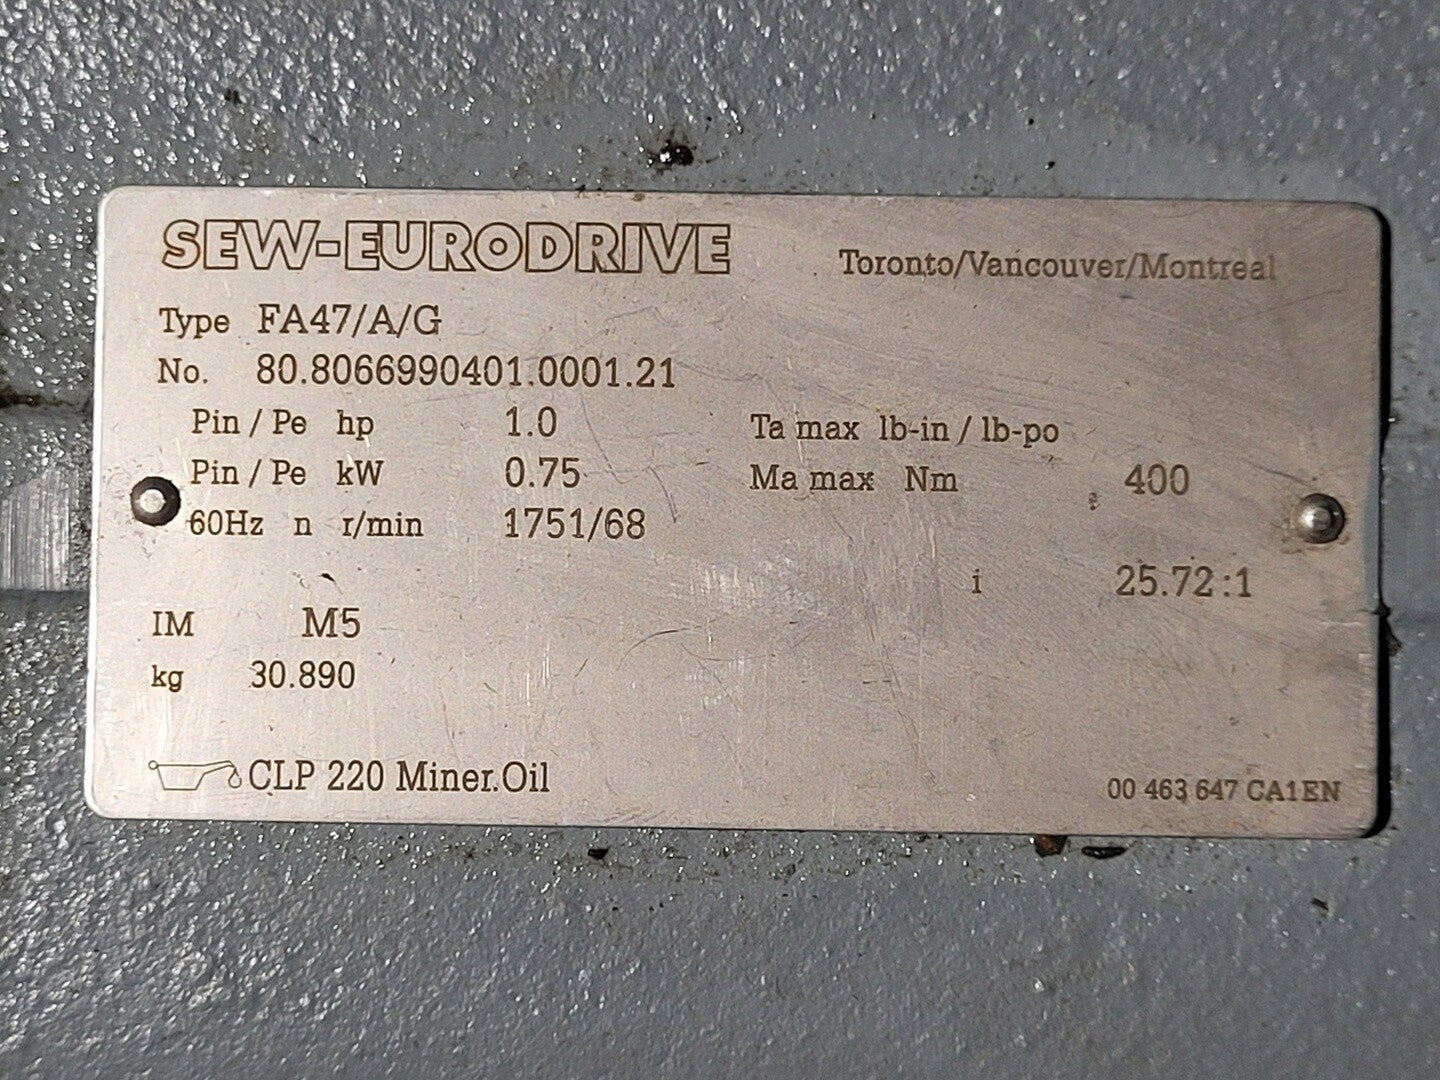 SEW-EURODRIVE Toronto/Vancouver/Montreal
Type FA47/A/G
No. 80.8066990401.0001.21
Pin / Pe hp 1.0 Ta max lb-in / lb-po
Pin / Pe kW 0.75 Ma max Nm 400
60Hz n r/min 1751/68
i 25.72:1
IM M5
kg 30.890
CLP 220 Miner.Oil 00 463 647 CA1EN